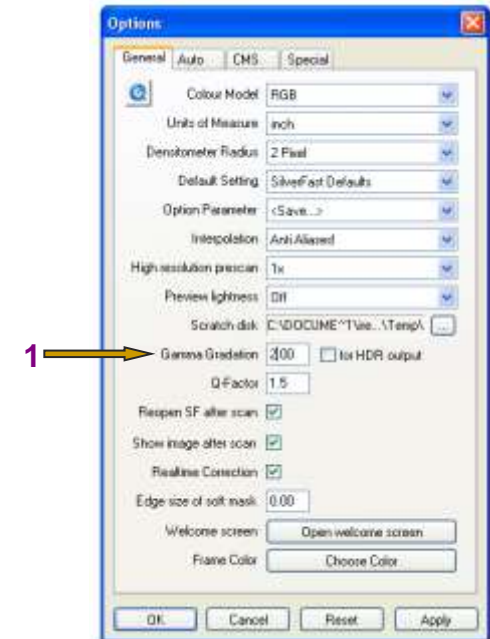 Options
General Auto CMS Special
Colour Model RGB
Units of Measure inch
Densitometer Radius 2 Pixel
Default Setting SilverFast Defaults
Option Parameter <Save...>
Interpolation Anti Aliased
High resolution prescan 1x
Preview lightness Off
Scratch disk C:\DOCUME~1\ire...\Temp\ ...
1 Gamma Gradation 2.00 for HDR output
Q-Factor 1.5
Reopen SF after scan
Show image after scan
Realtime Correction
Edge size of soft mask 0.00
Welcome screen Open welcome screen
Frame Color Choose Color
OK Cancel Reset Apply